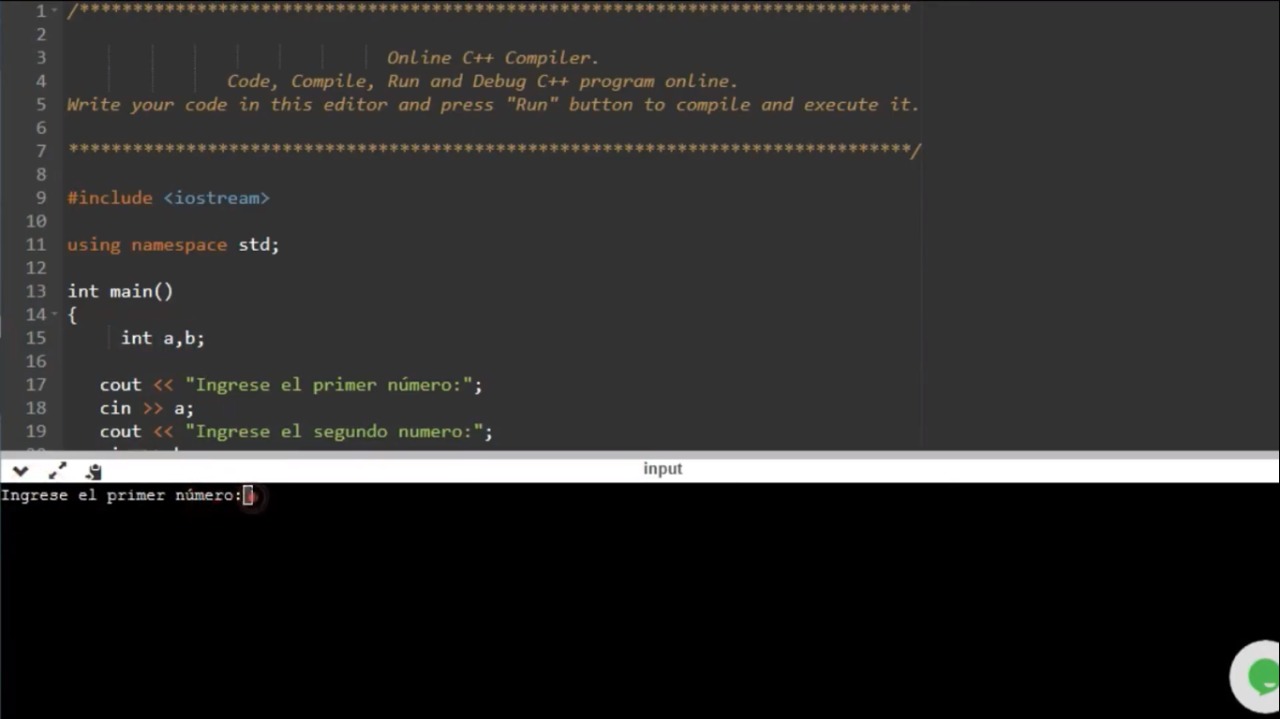 1 /******************************************************************************
2
3 Online C++ Compiler.
4 Code, Compile, Run and Debug C++ program online.
5 Write your code in this editor and press "Run" button to compile and execute it.
6
7 *******************************************************************************/
8
9 #include <iostream>
10
11 using namespace std;
12
13 int main()
14 {
15 int a,b;
16
17 cout << "Ingrese el primer número:";
18 cin >> a;
19 cout << "Ingrese el segundo numero:";
input
Ingrese el primer número: